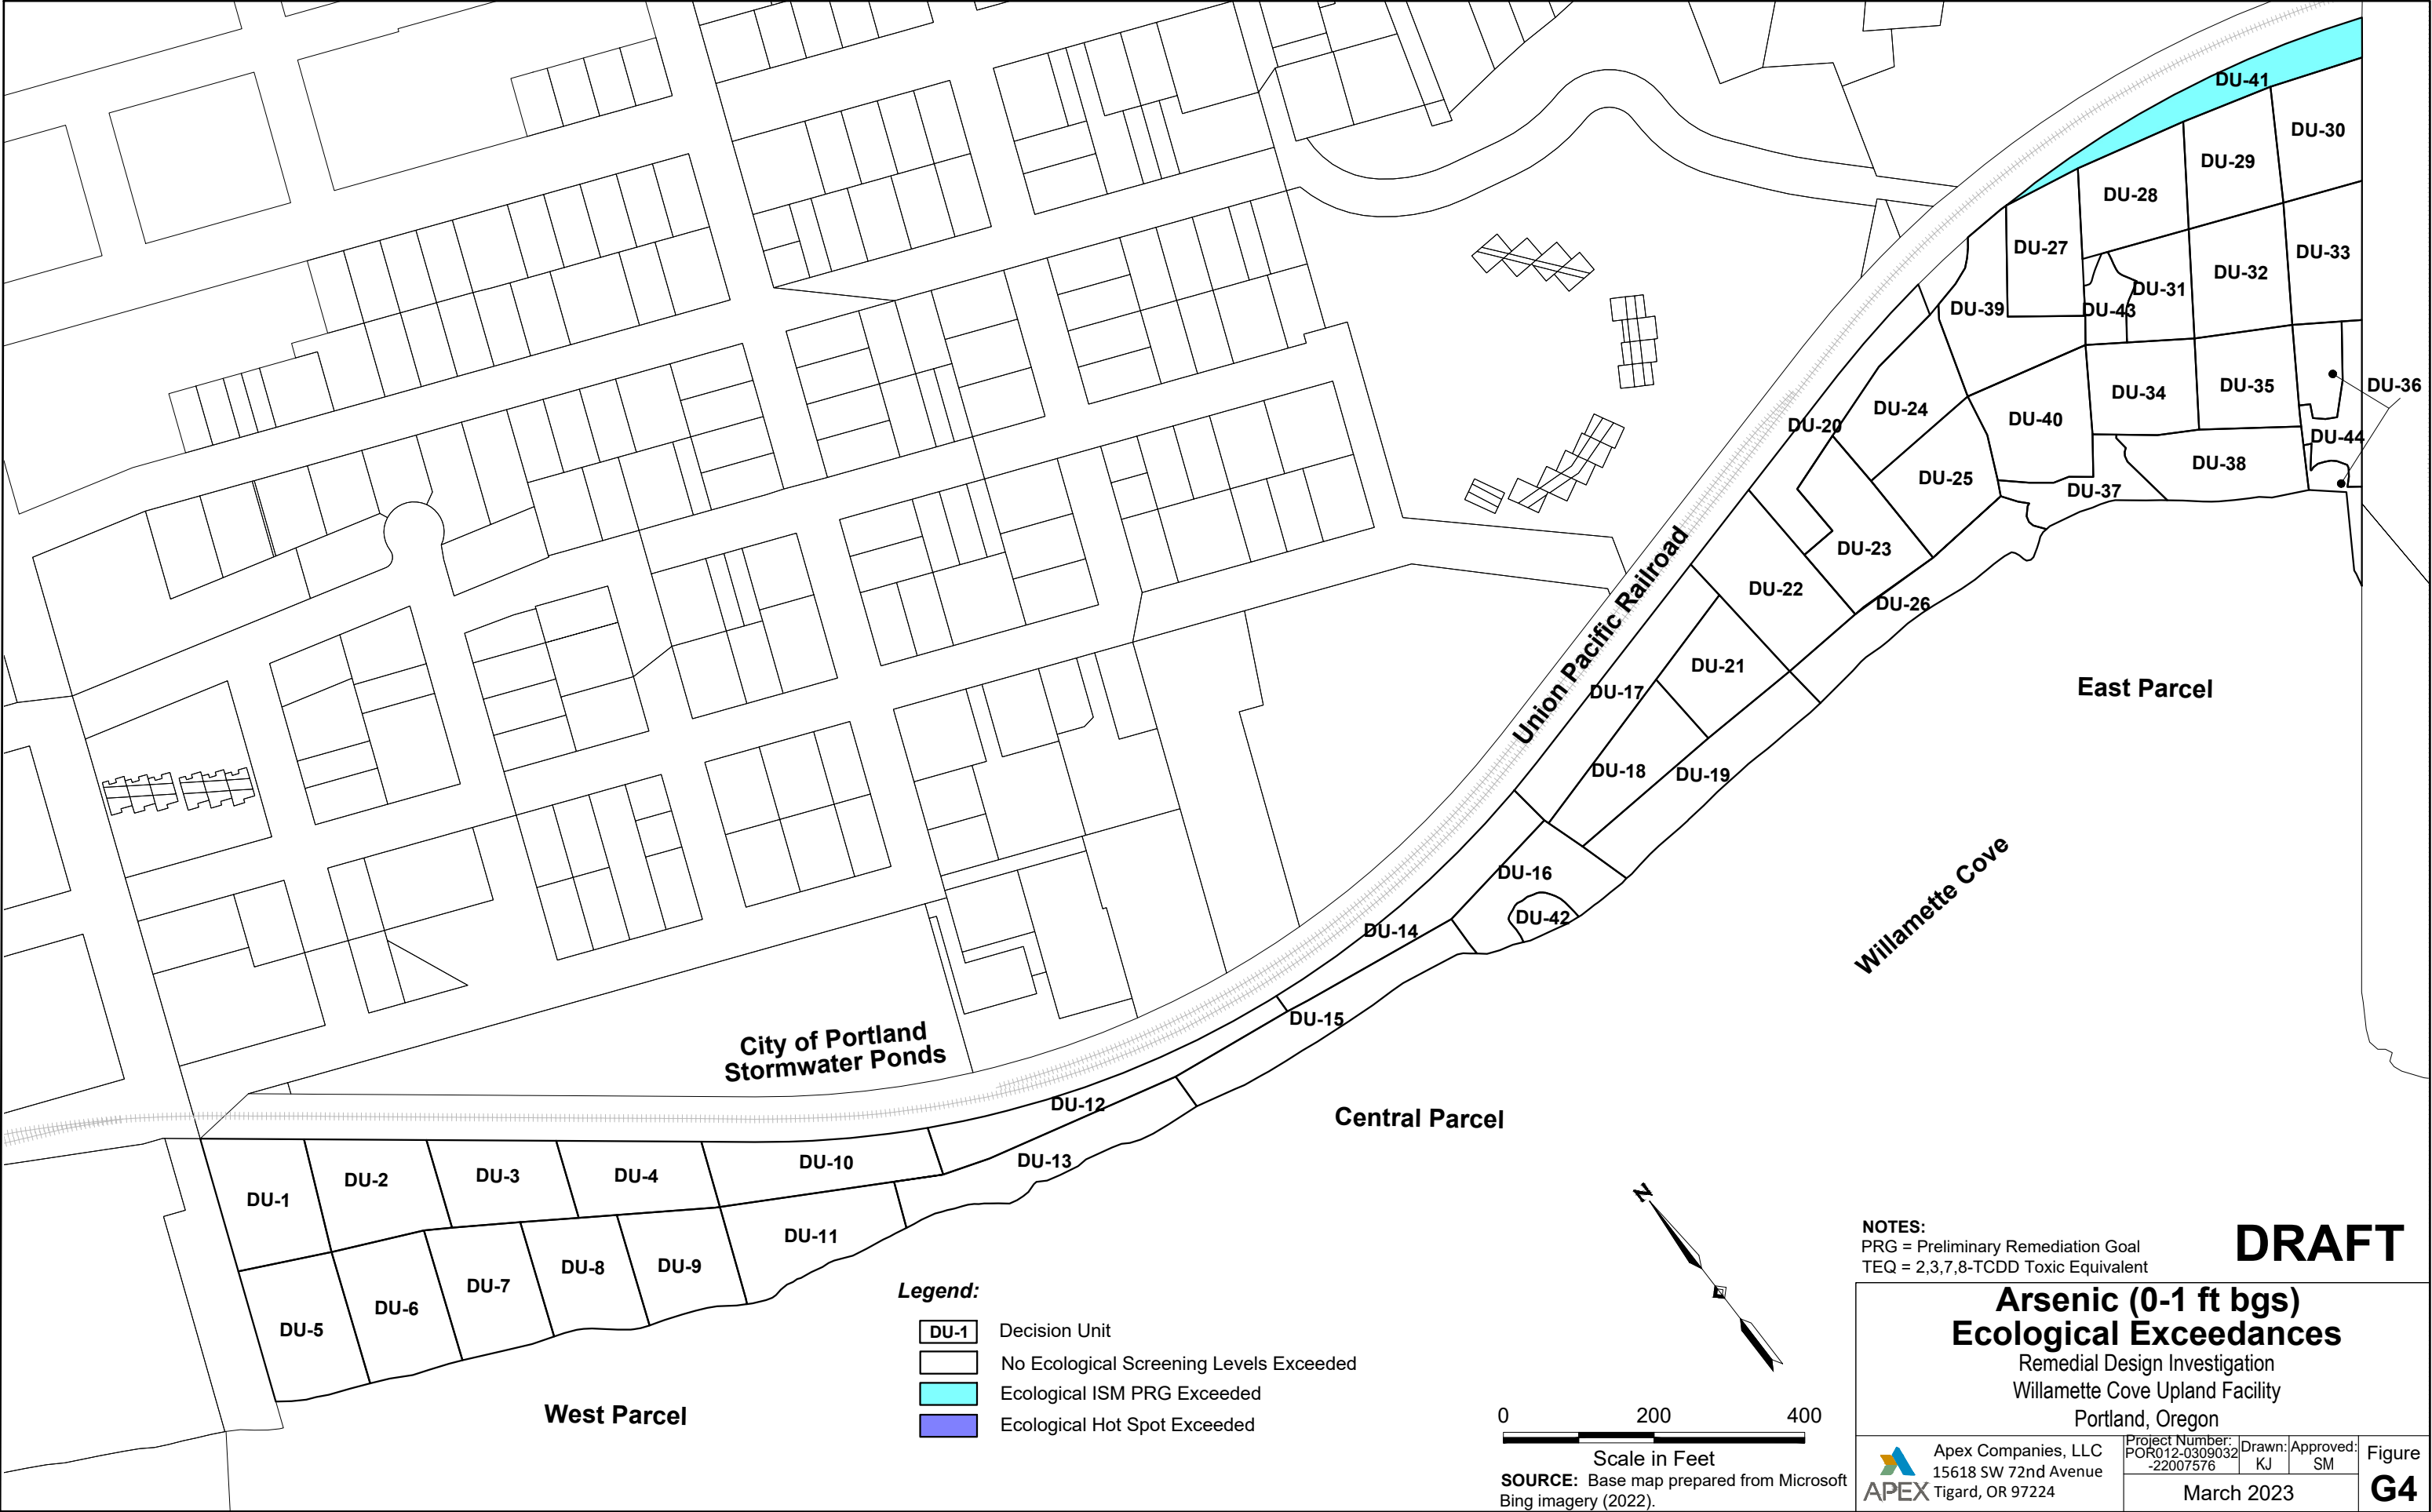 DU-41
DU-30
DU-29
DU-28
DU-27
DU-33
DU-32
DU-31
DU-43
DU-39
DU-36
DU-35
DU-34
DU-24
DU-40
DU-20
DU-44
DU-38
DU-25
DU-37
DU-23
DU-22
DU-26
Union Pacific Railroad
DU-21
DU-17
East Parcel
DU-18
DU-19
DU-16
DU-42
DU-14
Willamette Cove
DU-15
City of Portland
Stormwater Ponds
DU-12
Central Parcel
DU-13
DU-10
DU-4
DU-3
DU-2
DU-1
DU-11
DU-9
DU-8
DU-7
DU-6
DU-5
West Parcel
Legend:
DU-1 Decision Unit
No Ecological Screening Levels Exceeded
Ecological ISM PRG Exceeded
Ecological Hot Spot Exceeded
N
0 200 400
Scale in Feet
SOURCE: Base map prepared from Microsoft
Bing imagery (2022).
NOTES:
PRG = Preliminary Remediation Goal
TEQ = 2,3,7,8-TCDD Toxic Equivalent
DRAFT
Arsenic (0-1 ft bgs)
Ecological Exceedances
Remedial Design Investigation
Willamette Cove Upland Facility
Portland, Oregon
APEX
Apex Companies, LLC
15618 SW 72nd Avenue
Tigard, OR 97224
Project Number:
POR012-0309032
-22007576
Drawn:
KJ
Approved:
SM
March 2023
Figure
G4